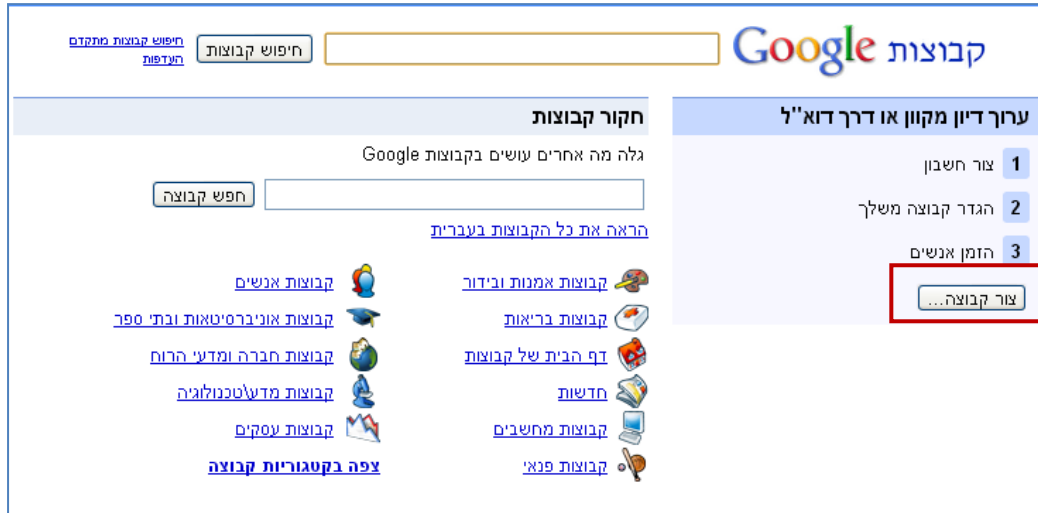 קבוצות Google
חיפוש קבוצות
חיפוש קבוצות מתקדם
העדפות
ערוך דיון מקוון או דרך דוא''ל
1 צור חשבון
2 הגדר קבוצה משלך
3 הזמן אנשים
צור קבוצה...
חקור קבוצות
גלה מה אחרים עושים בקבוצות Google
חפש קבוצה
הראה את כל הקבוצות בעברית
קבוצות אמנות ובידור
קבוצות בריאות
דף הבית של קבוצות
חדשות
קבוצות מחשבים
קבוצות פנאי
קבוצות אנשים
קבוצות אוניברסיטאות ובתי ספר
קבוצות חברה ומדעי הרוח
קבוצות מדע\טכנולוגיה
קבוצות עסקים
צפה בקטגוריות קבוצה